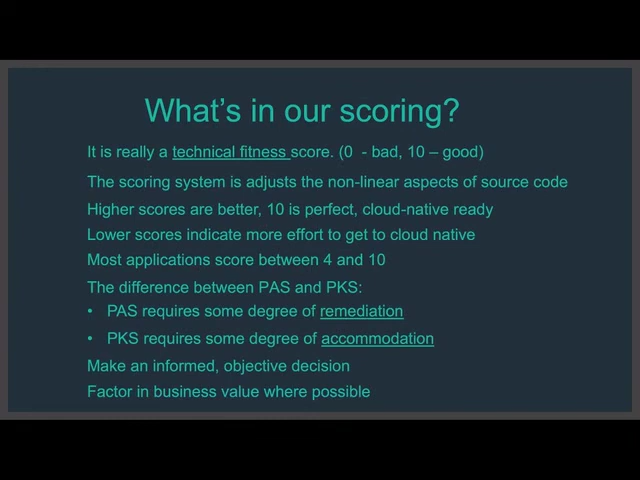 What's in our scoring?
It is really a technical fitness score. (0  - bad, 10 – good)
The scoring system is adjusts the non-linear aspects of source code
Higher scores are better, 10 is perfect, cloud-native ready
Lower scores indicate more effort to get to cloud native
Most applications score between 4 and 10
The difference between PAS and PKS:
• PAS requires some degree of remediation
• PKS requires some degree of accommodation
Make an informed, objective decision
Factor in business value where possible